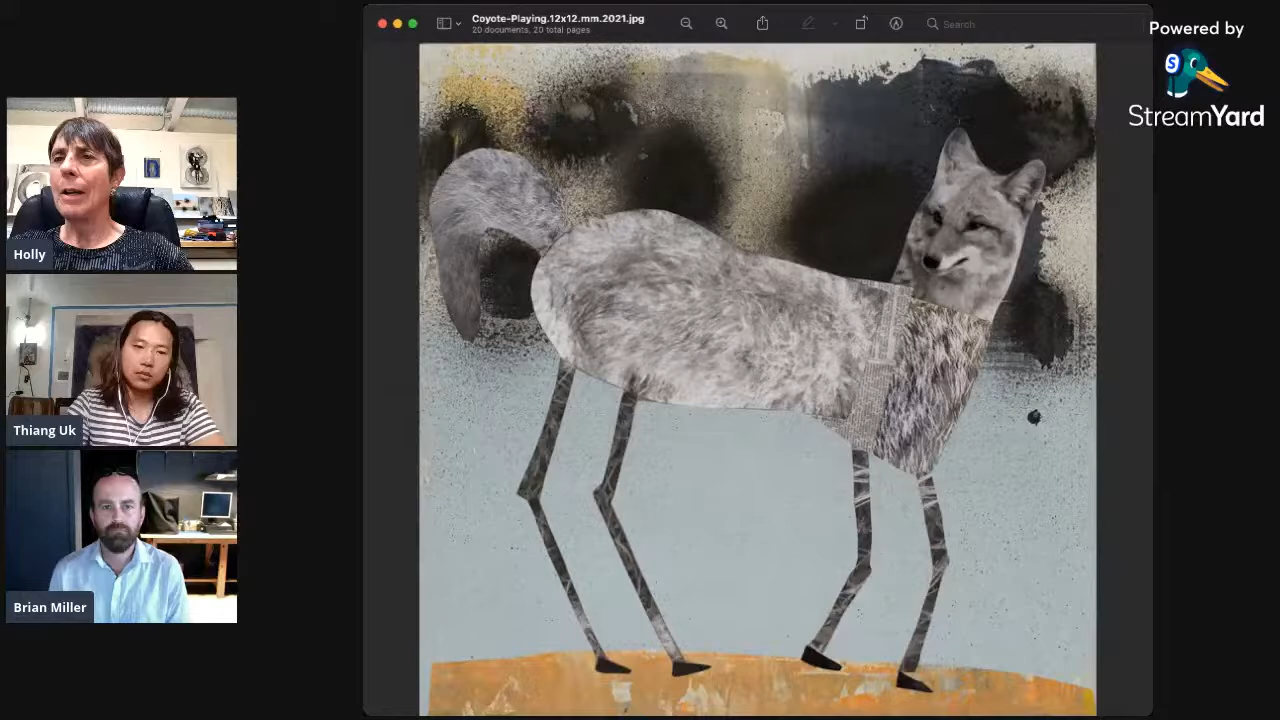 Coyote-Playing.12x12.mm.2021.jpg
20 documents, 20 total pages
Search
Powered by
S
StreamYard
Holly
Thiang Uk
Brian Miller